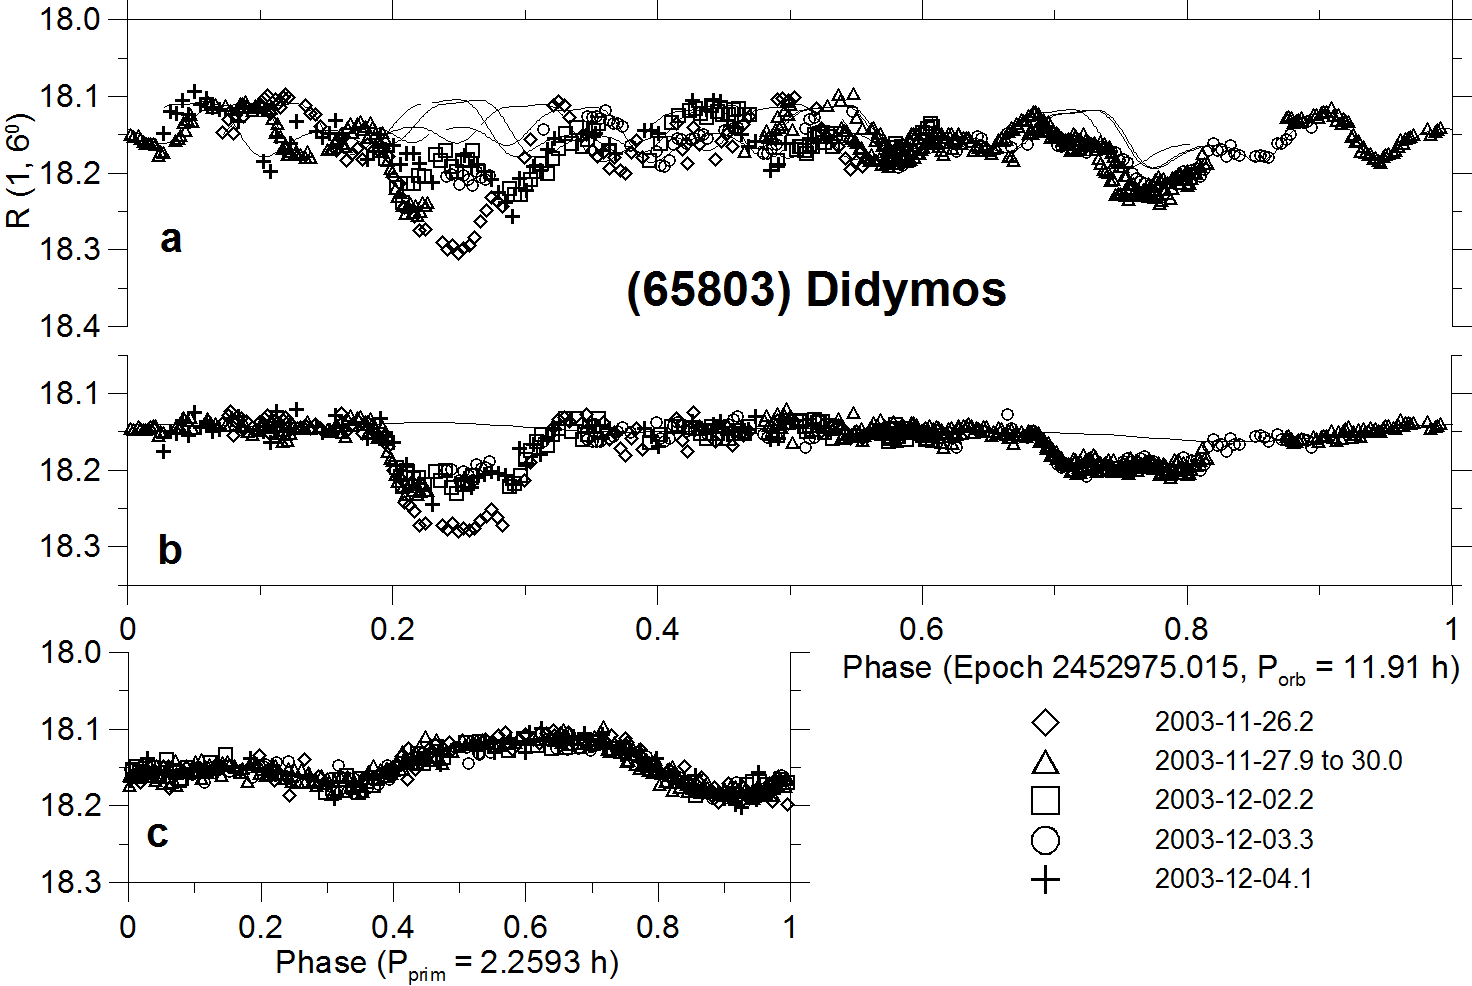 18.0
18.1
18.2
18.3
18.4
R (1, 6⁰)
a
(65803) Didymos
18.1
18.2
18.3
b
0 0.2 0.4 0.6 0.8 1
Phase (Epoch 2452975.015, Porb = 11.91 h)
18.0
18.1
18.2
18.3
c
0 0.2 0.4 0.6 0.8 1
Phase (Pprim = 2.2593 h)
2003-11-26.2
2003-11-27.9 to 30.0
2003-12-02.2
2003-12-03.3
2003-12-04.1